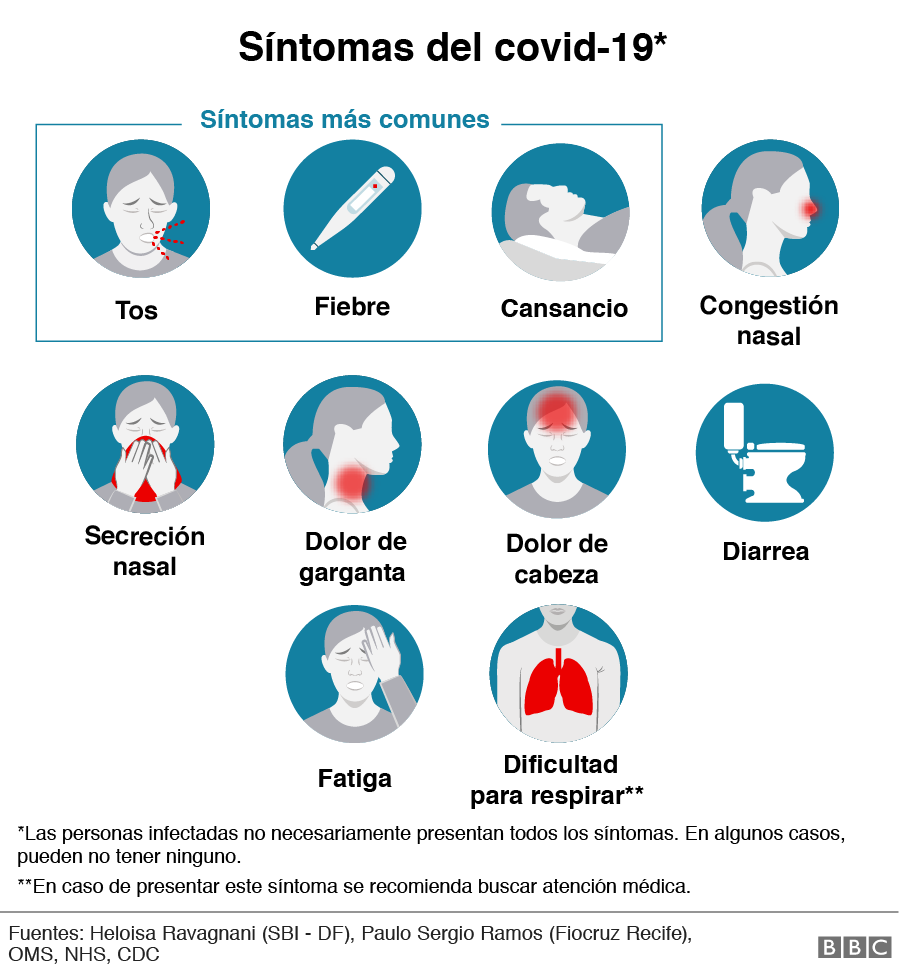 Síntomas del covid-19*
Síntomas más comunes
Tos
Fiebre
Cansancio
Congestión
nasal
Secreción
nasal
Dolor de
garganta
Dolor de
cabeza
Diarrea
Fatiga
Dificultad
para respirar**
*Las personas infectadas no necesariamente presentan todos los síntomas. En algunos casos,
pueden no tener ninguno.
**En caso de presentar este síntoma se recomienda buscar atención médica.
Fuentes: Heloisa Ravagnani (SBI - DF), Paulo Sergio Ramos (Fiocruz Recife),
OMS, NHS, CDC
BBC